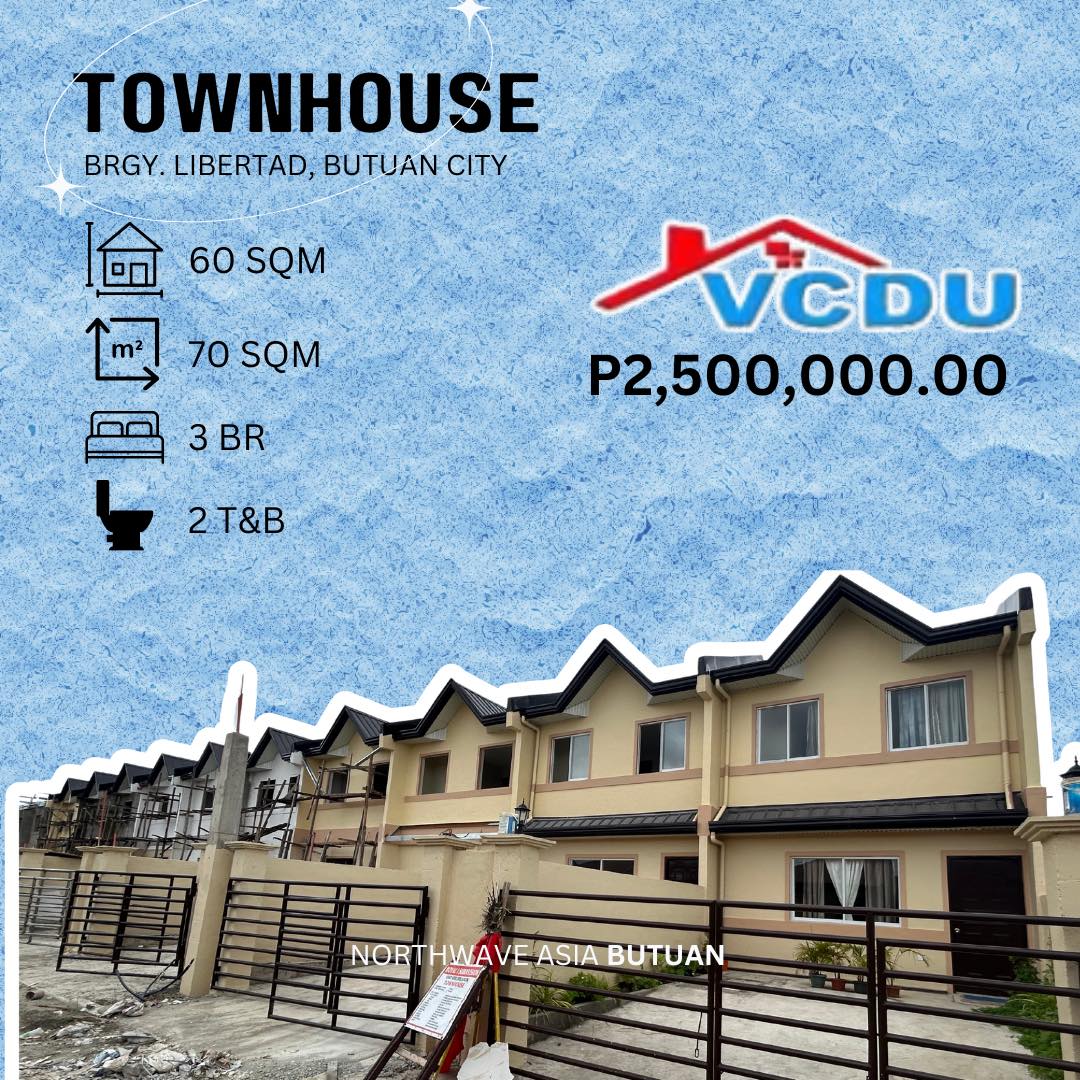 TOWNHOUSE
BRGY. LIBERTAD, BUTUAN CITY
60 SQM
m²
70 SQM
3 BR
2 T&B
VCDU
P2,500,000.00
NORTHWAVE ASIA BUTUAN
TOWNHOUSE